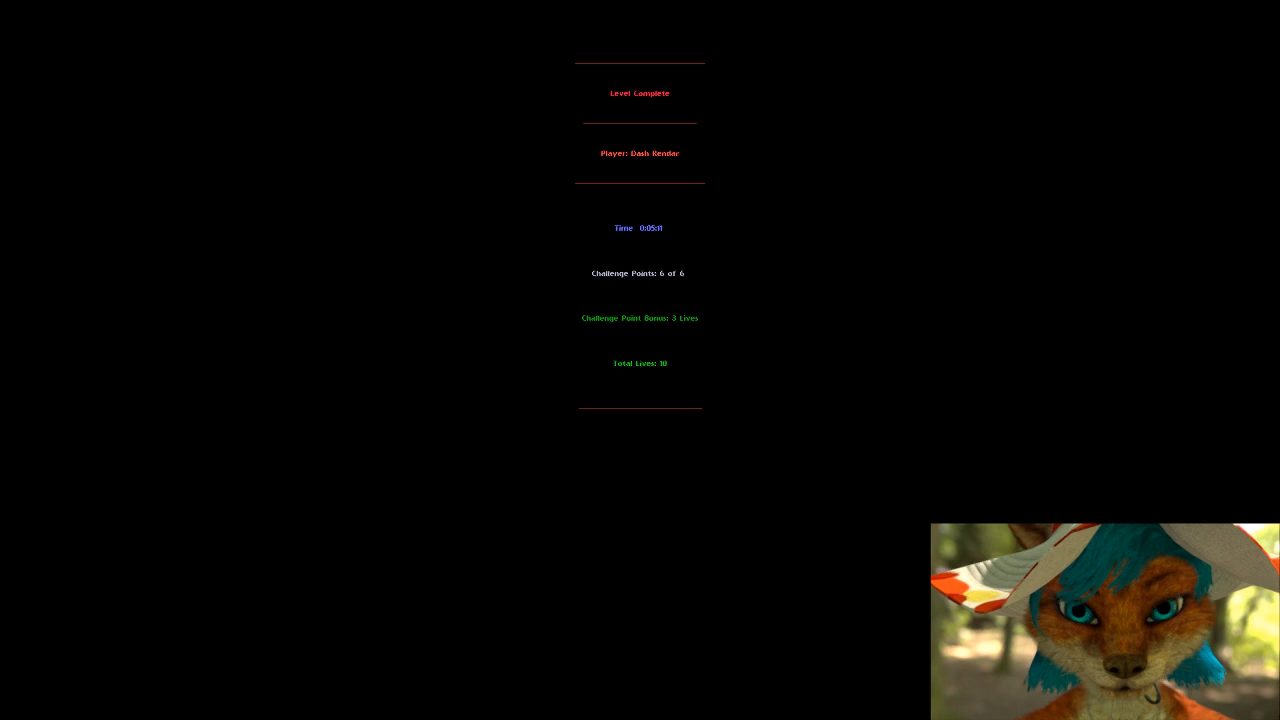 Level Complete
Player: Dash Rendar
Time 0:05:11
Challenge Points: 6 of 6
Challenge Point Bonus: 3 Lives
Total Lives: 10